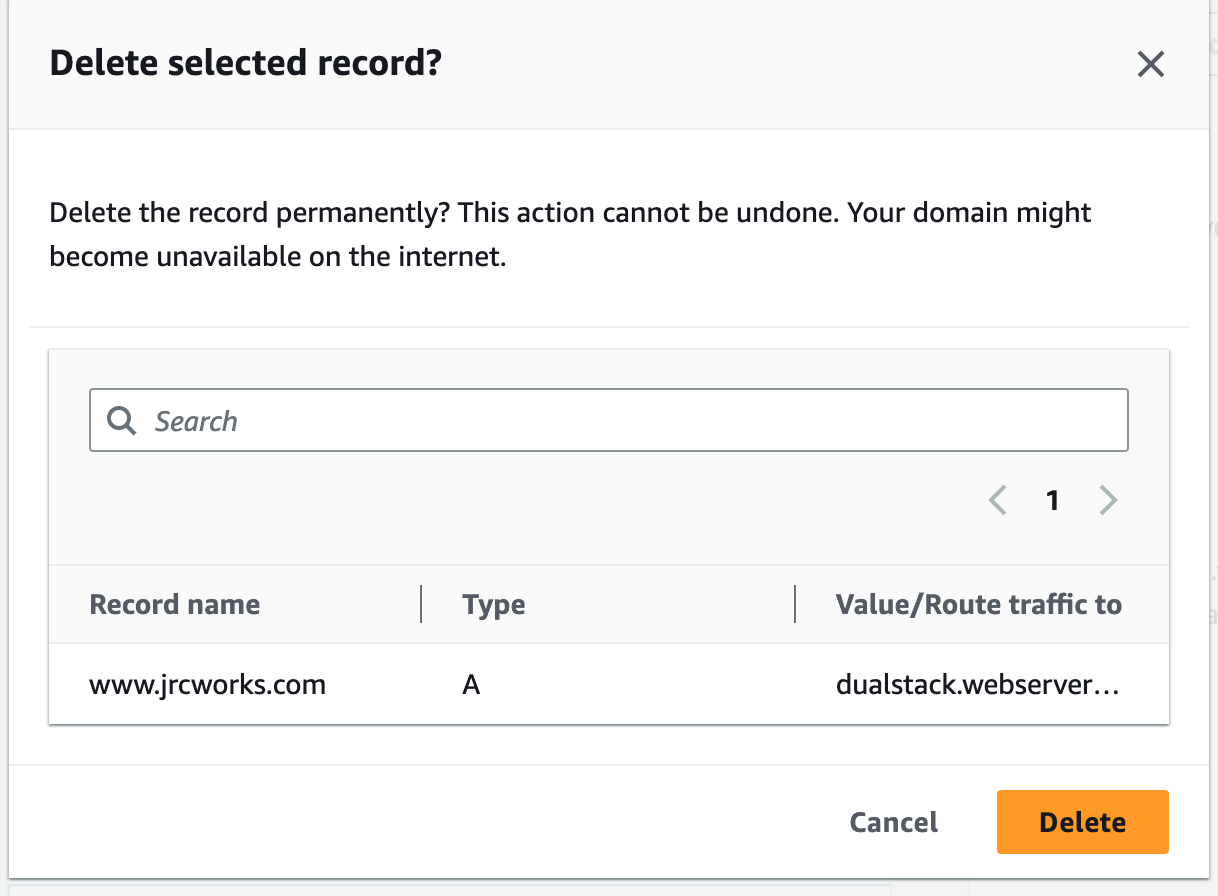 Delete selected record?
Delete the record permanently? This action cannot be undone. Your domain might
become unavailable on the internet.
Search
1
Record name Type Value/Route traffic to
www.jrcworks.com A dualstack.webserver…
Cancel Delete